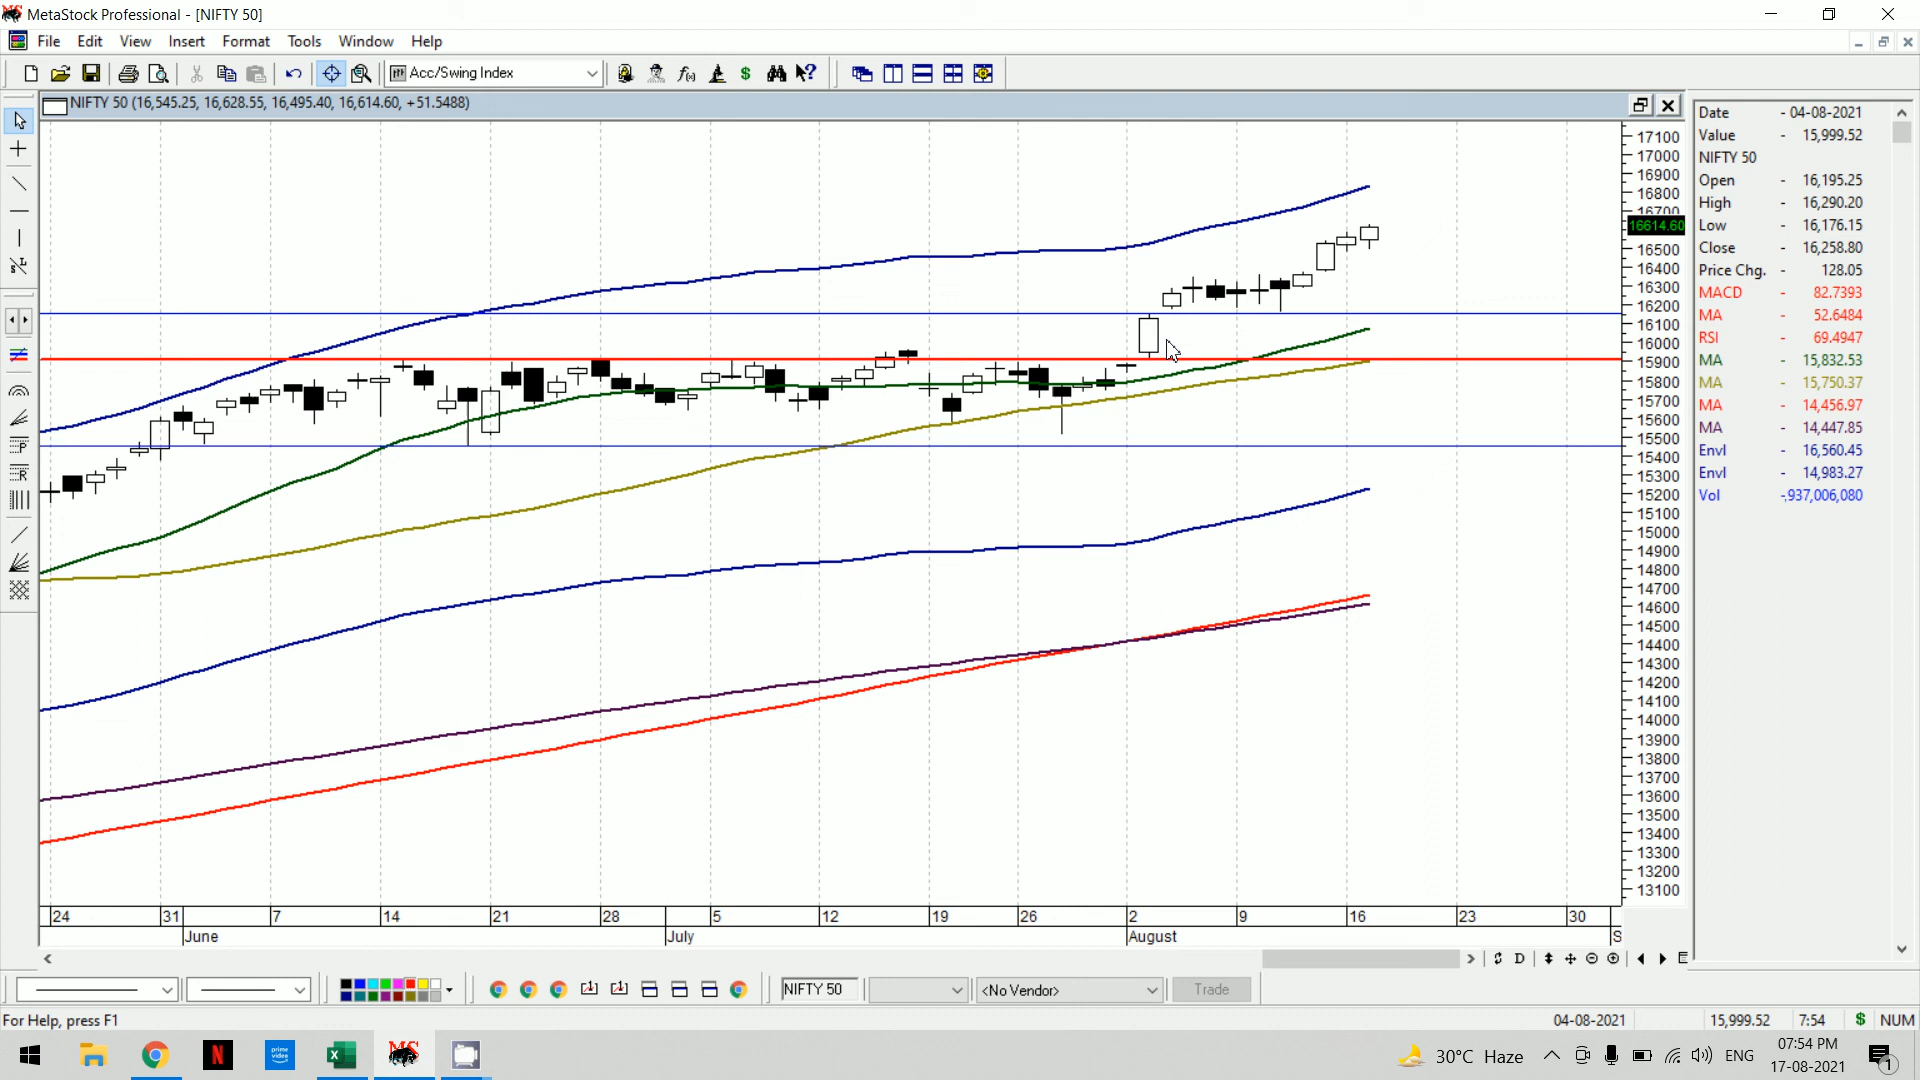 MetaStock Professional - [NIFTY 50]
File Edit View Insert Format Tools Window Help
Acc/Swing Index
NIFTY 50 (16,545.25, 16,628.55, 16,495.40, 16,614.60, +51.5488)
17100
17000
16900
16800
16700
16614.60
16500
16400
16300
16200
16100
16000
15900
15800
15700
15600
15500
15400
15300
15200
15100
15000
14900
14800
14700
14600
14500
14400
14300
14200
14100
14000
13900
13800
13700
13600
13500
13400
13300
13200
13100
Date - 04-08-2021
Value - 15,999.52
NIFTY 50
Open - 16,195.25
High - 16,290.20
Low - 16,176.15
Close - 16,258.80
Price Chg. - 128.05
MACD - 82.7393
MA - 52.6484
RSI - 69.4947
MA - 15,832.53
MA - 15,750.37
MA - 14,456.97
MA - 14,447.85
Envl - 16,560.45
Envl - 14,983.27
Vol -937,006,080
24 31 7 14 21 28 5 12 19 26 2 9 16 23 30
June July August S
D
NIFTY 50 <No Vendor> Trade
For Help, press F1 04-08-2021 15,999.52 7:54 $ NUM
prime video
30°C Haze ENG
07:54 PM
17-08-2021
1